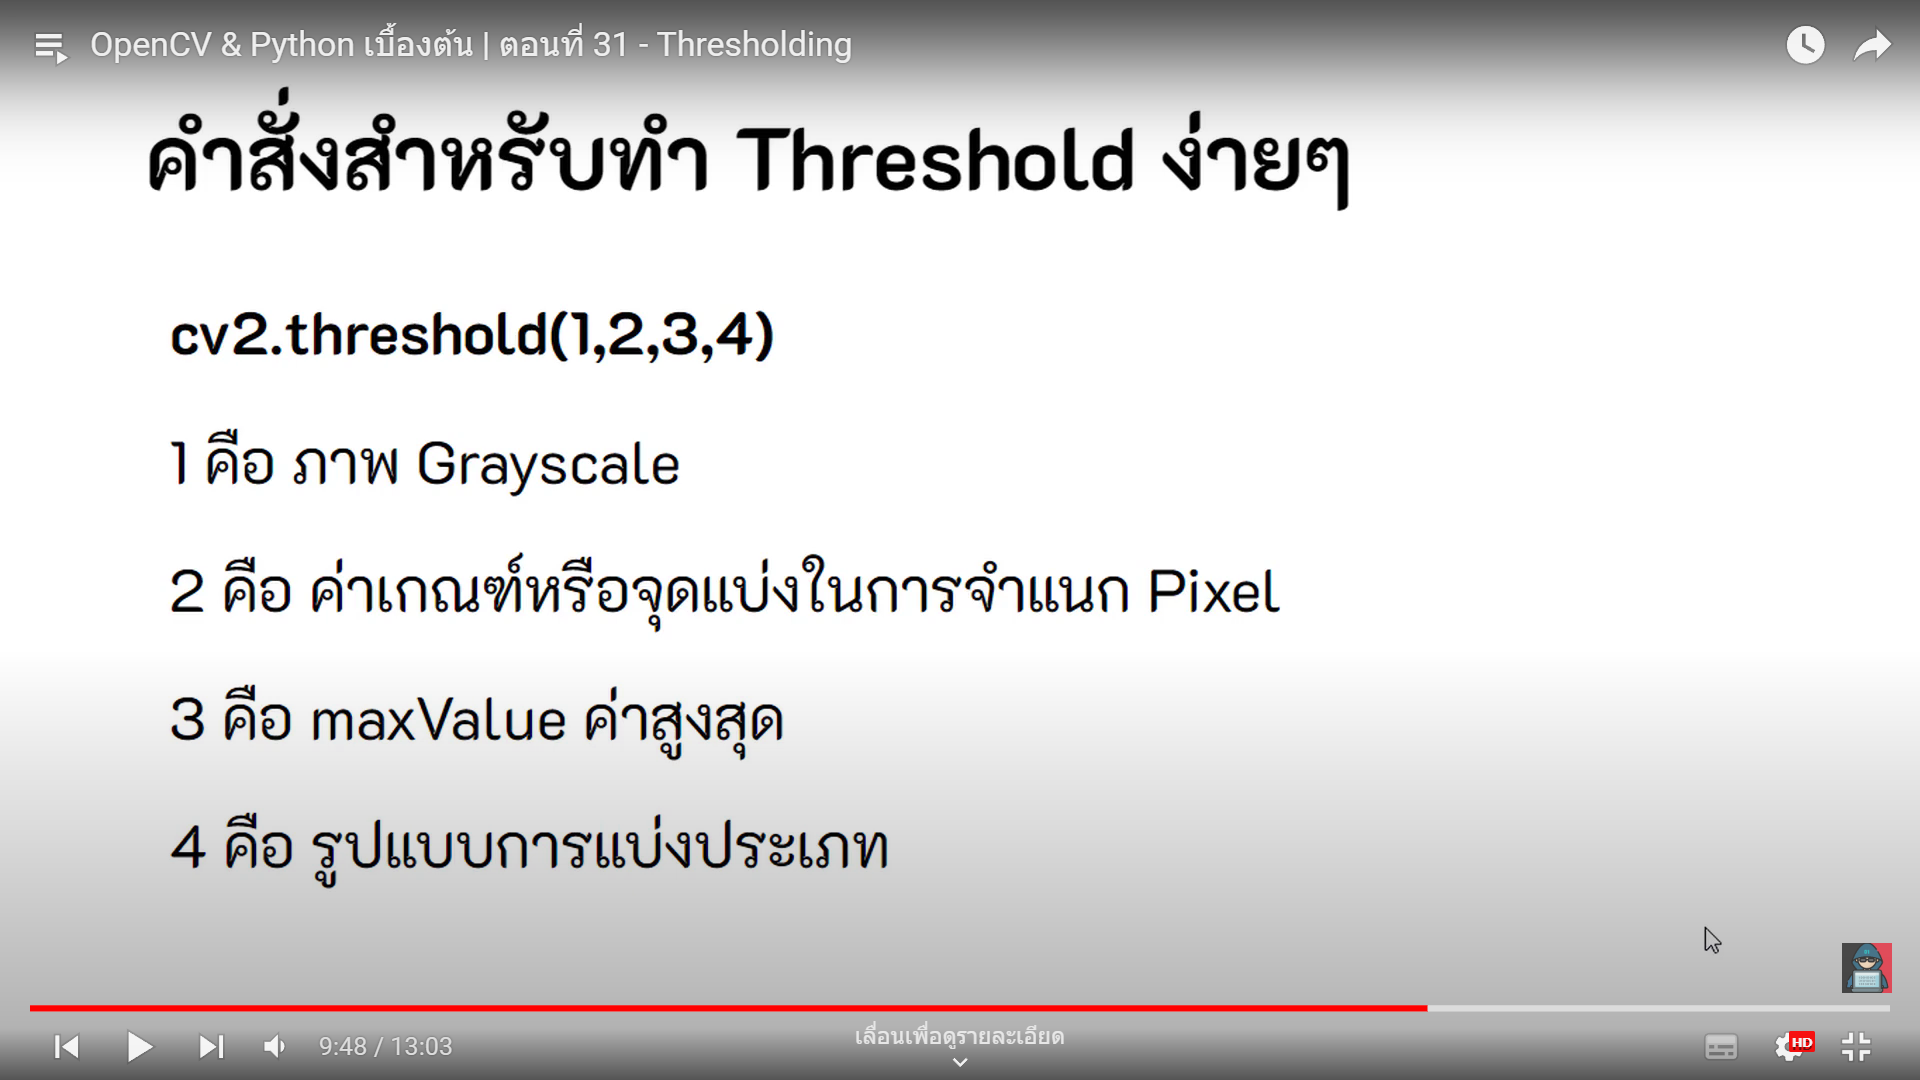 OpenCV & Python เบื้องต้น | ตอนที่ 31 - Thresholding
คำสั่งสำหรับทำ Threshold ง่ายๆ
cv2.threshold(1,2,3,4)
1 คือ ภาพ Grayscale
2 คือ ค่าเกณฑ์หรือจุดแบ่งในการจำแนก Pixel
3 คือ maxValue ค่าสูงสุด
4 คือ รูปแบบการแบ่งประเภท
9:48 / 13:03
เลื่อนเพื่อดูรายละเอียด
HD